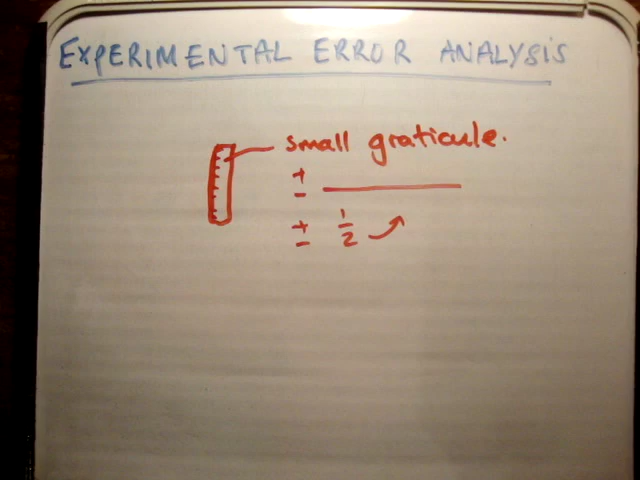 EXPERIMENTAL ERROR ANALYSIS
small graticule.
± 
± 1/2